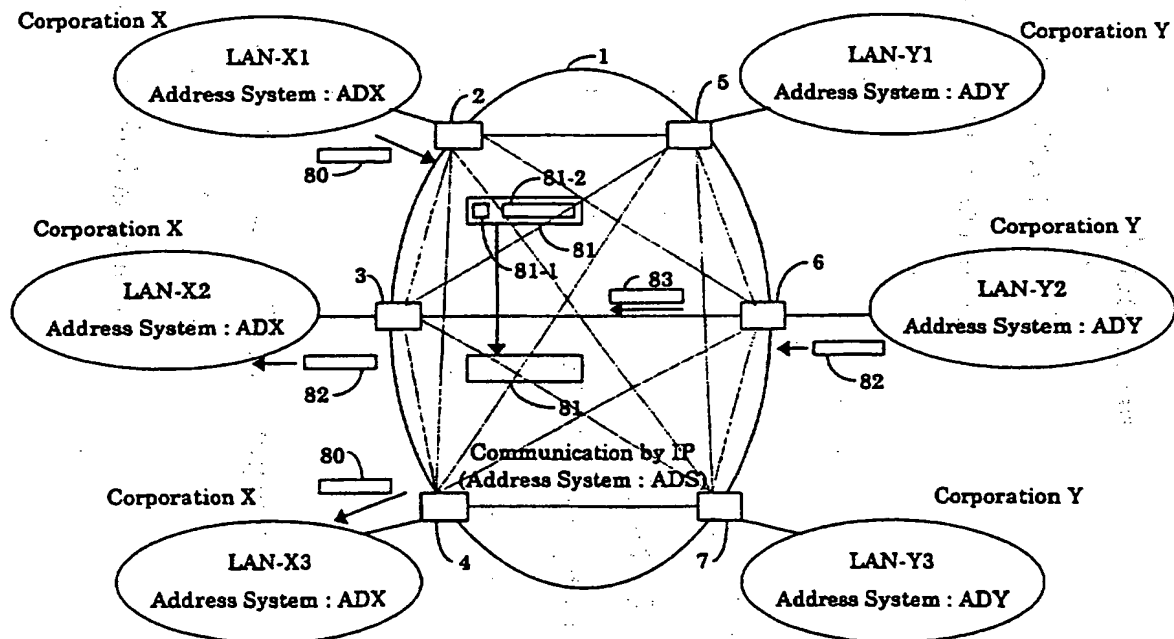 Corporation X
LAN-X1
Address System : ADX
1
5
Corporation Y
LAN-Y1
Address System : ADY
2
80
81-2
81
81-1
Corporation X
3
LAN-X2
Address System : ADX
83
6
Corporation Y
LAN-Y2
Address System : ADY
82
82
81
Communication by IP
(Address System : ADS)
80
Corporation X
4
LAN-X3
Address System : ADX
7
Corporation Y
LAN-Y3
Address System : ADY